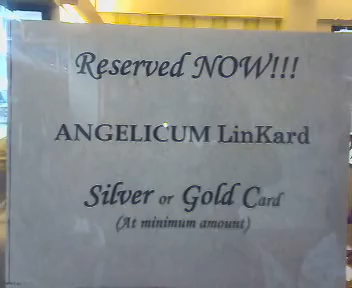 Reserved NOW!!!
ANGELICUM LinKard
Silver or Gold Card
(At minimum amount)